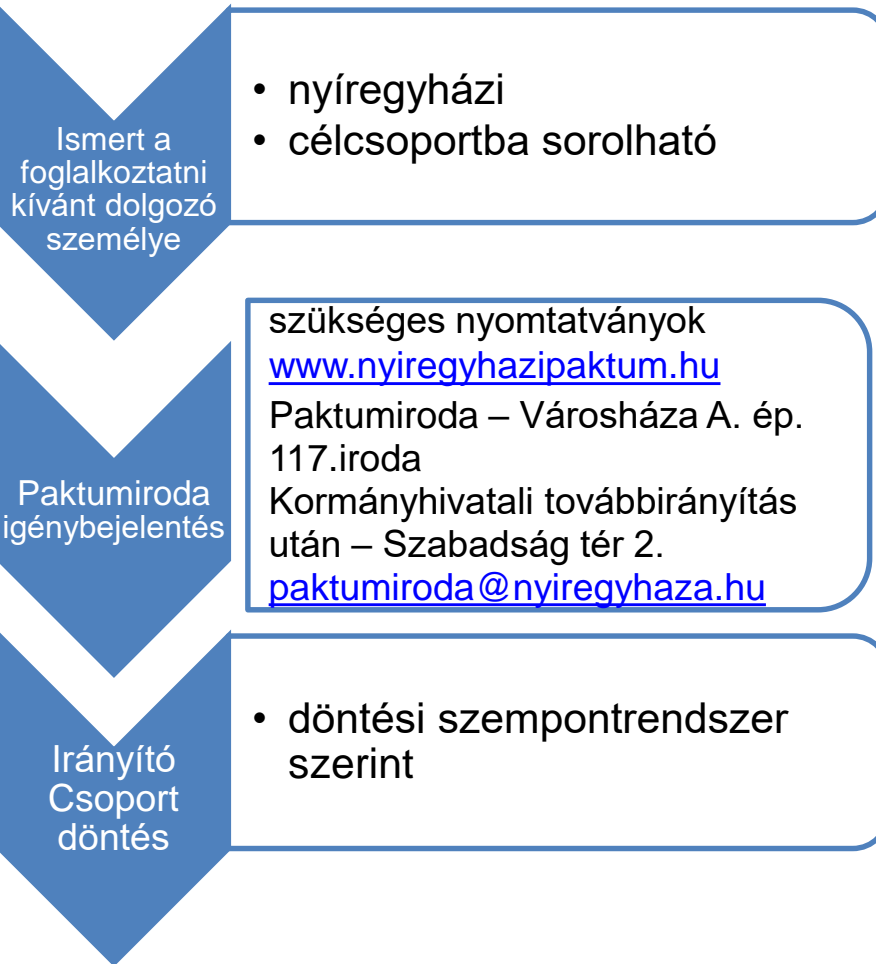 Ismert a
foglalkoztatni
kívánt dolgozó
személye
• nyíregyházi
• célcsoportba sorolható
Paktumiroda
igénybejelentés
szükséges nyomtatványok
www.nyiregyhazipaktum.hu
Paktumiroda – Városháza A. ép.
117.iroda
Kormányhivatali továbbirányítás
után – Szabadság tér 2.
paktumiroda@nyiregyhaza.hu
Irányító
Csoport
döntés
• döntési szempontrendszer
szerint